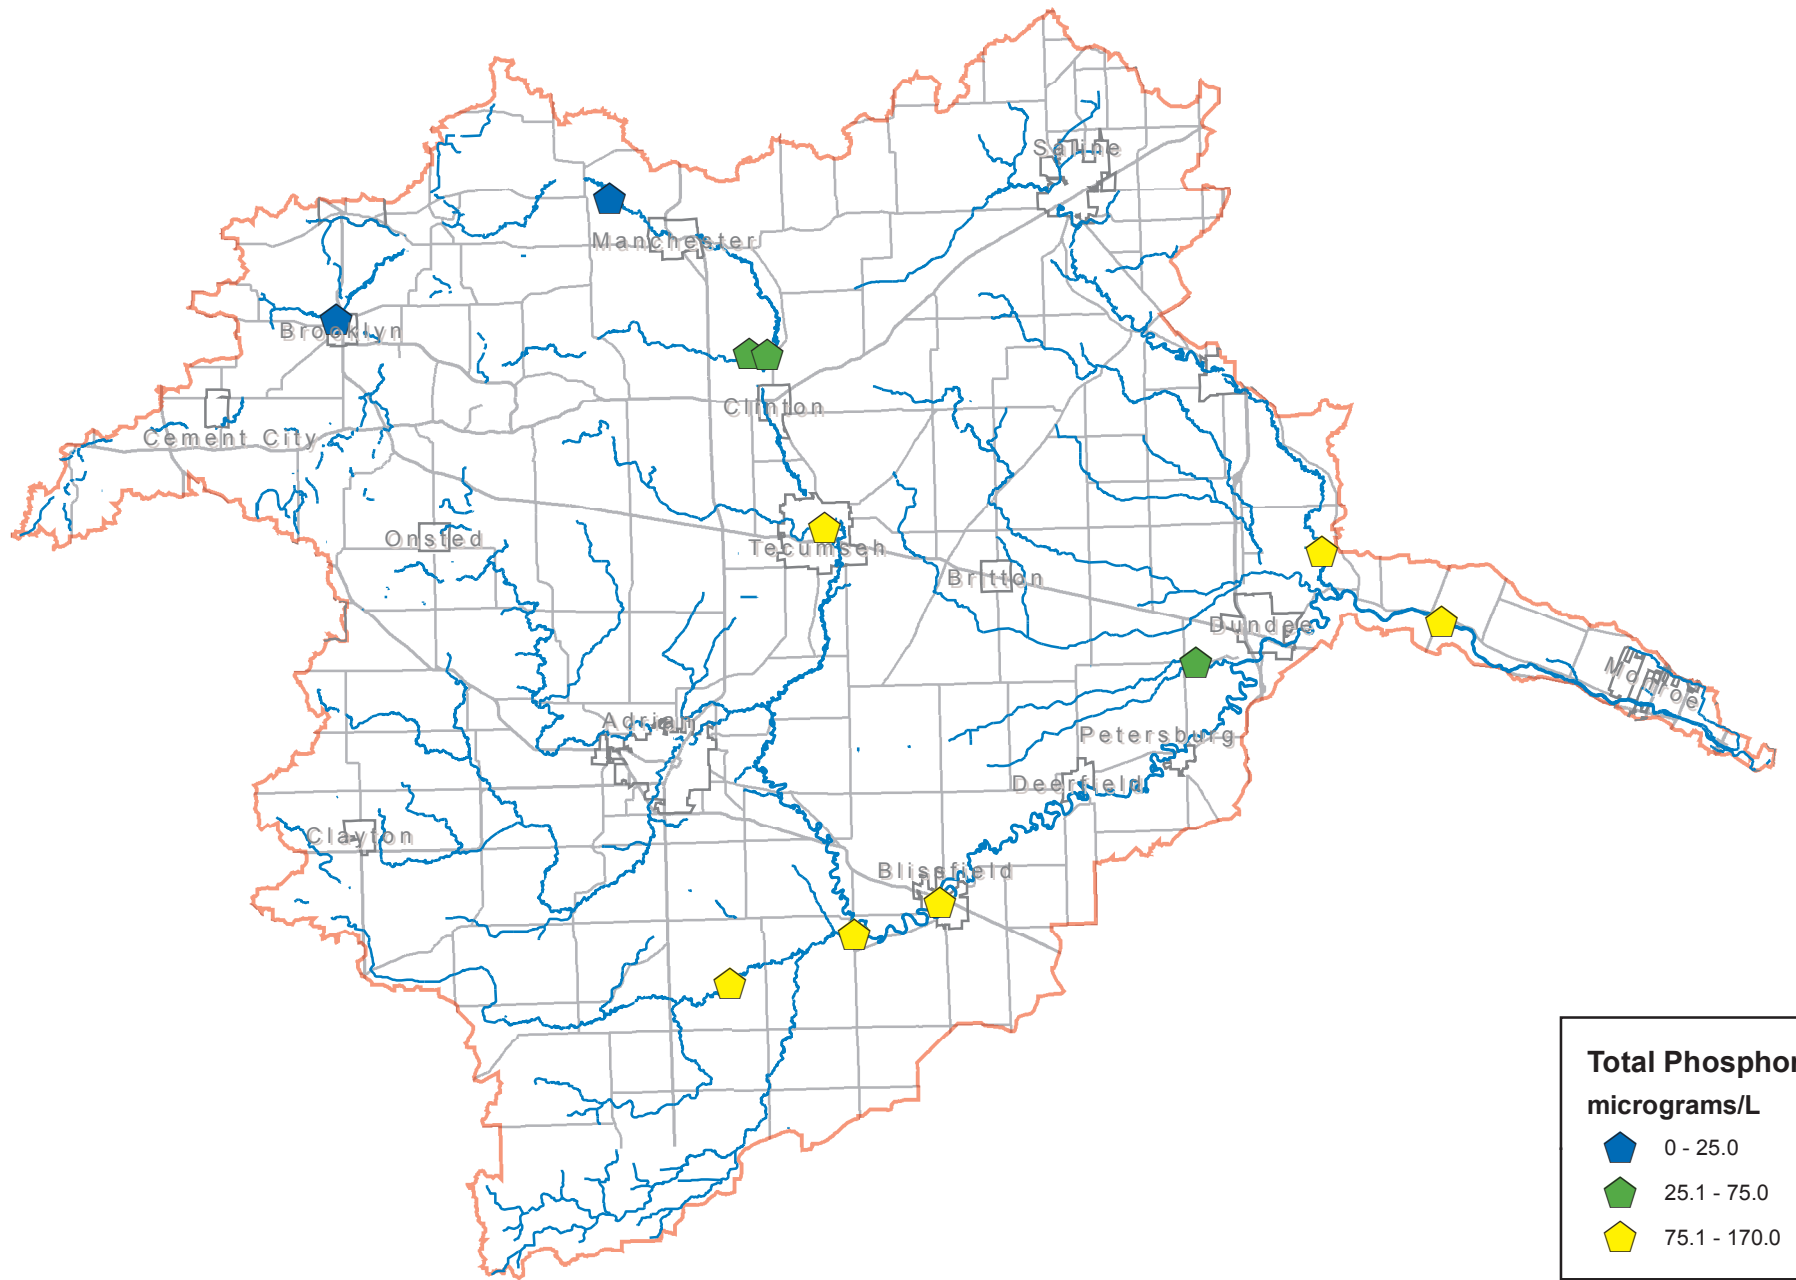 Saline
Manchester
Brooklyn
Clinton
Cement City
Onsted
Tecumseh
Britton
Dundee
Monroe
Adrian
Petersburg
Deerfield
Clayton
Blissfield
Total Phosphor
micrograms/L
0 - 25.0
25.1 - 75.0
75.1 - 170.0